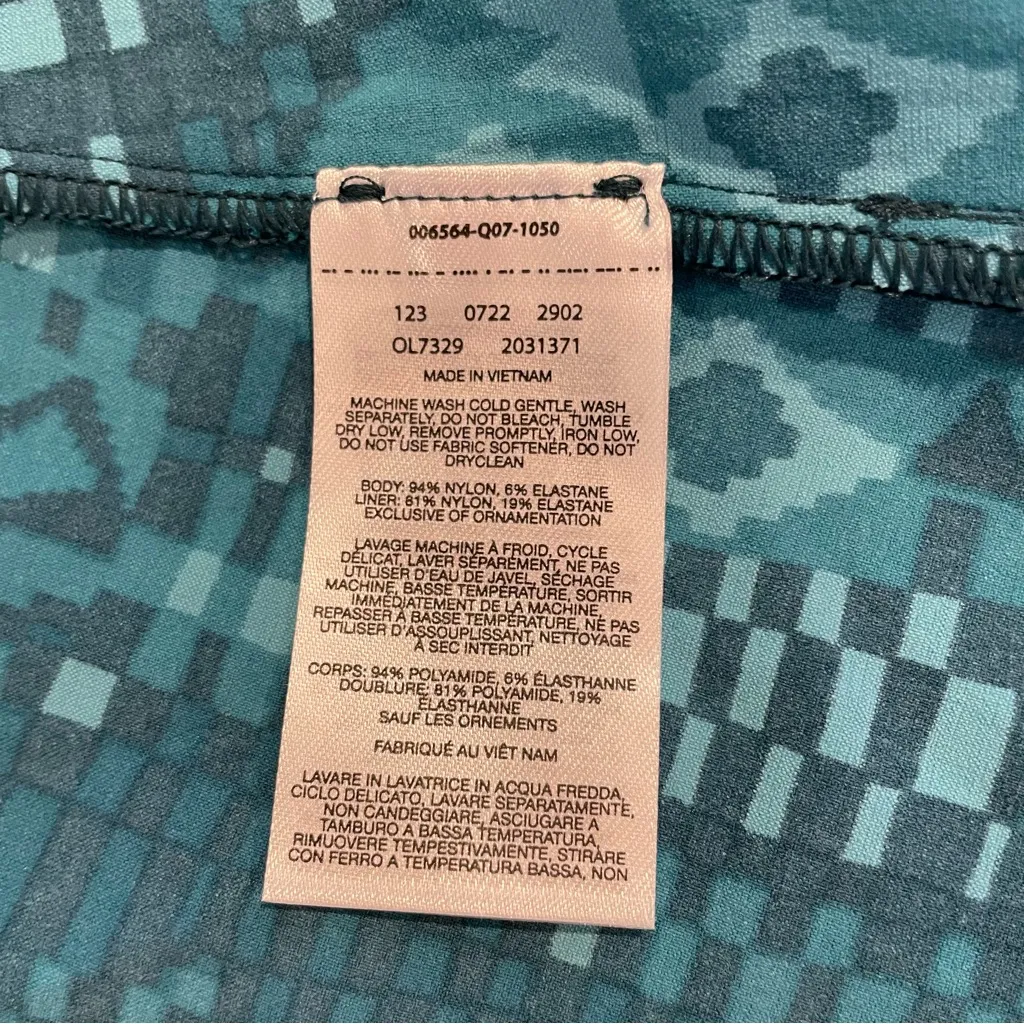 006564-Q07-1050
123 0722 2902
OL7329 2031371
MADE IN VIETNAM
MACHINE WASH COLD GENTLE, WASH
SEPARATELY, DO NOT BLEACH, TUMBLE
DRY LOW, REMOVE PROMPTLY, IRON LOW,
DO NOT USE FABRIC SOFTENER, DO NOT
DRYCLEAN
BODY: 94% NYLON, 6% ELASTANE
LINER: 81% NYLON, 19% ELASTANE
EXCLUSIVE OF ORNAMENTATION
LAVAGE MACHINE À FROID, CYCLE
DÉLICAT, LAVER SÉPARÉMENT, NE PAS
UTILISER D'EAU DE JAVEL, SÉCHAGE
MACHINE, BASSE TEMPÉRATURE, SORTIR
IMMÉDIATEMENT DE LA MACHINE,
REPASSER À BASSE TEMPÉRATURE, NE PAS
UTILISER D'ASSOUPLISSANT, NETTOYAGE
À SEC INTERDIT
CORPS: 94% POLYAMIDE, 6% ÉLASTHANNE
DOUBLURE: 81% POLYAMIDE, 19%
ÉLASTHANNE
SAUF LES ORNEMENTS
FABRIQUÉ AU VIÊT NAM
LAVARE IN LAVATRICE IN ACQUA FREDDA,
CICLO DELICATO, LAVARE SEPARATAMENTE,
NON CANDEGGIARE, ASCIUGARE A
TAMBURO A BASSA TEMPERATURA,
RIMUOVERE TEMPESTIVAMENTE, STIRARE
CON FERRO A TEMPERATURA BASSA, NON